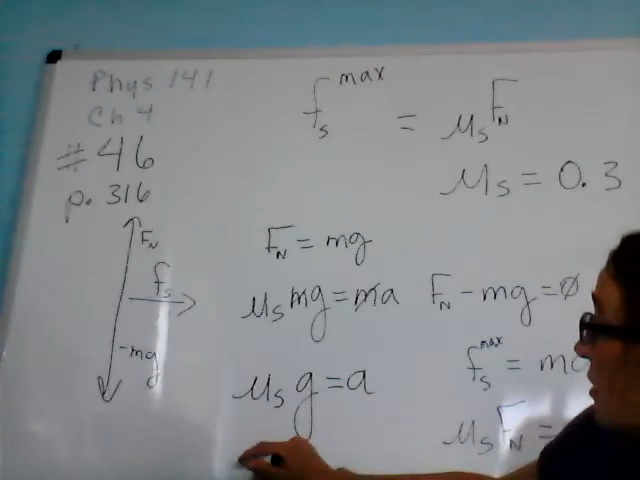 Phys 141
Ch 4
#46
p. 316
f_s^max = μ_s F_N
μ_s = 0.3
F_N
f_s
-mg
F_N = mg
μ_s mg = ma
μ_s g = a
F_N - mg = 0
f_s^max = m
μ_s F_N =